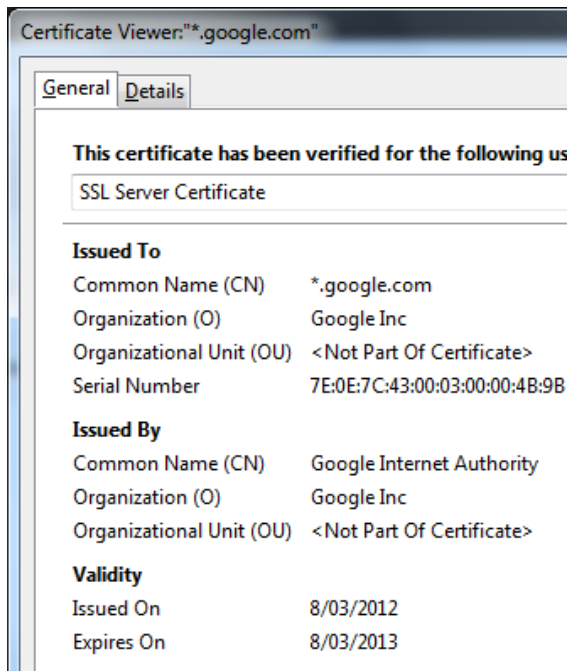 Certificate Viewer:"*.google.com"
General Details
This certificate has been verified for the following us
SSL Server Certificate
Issued To
Common Name (CN) *.google.com
Organization (O) Google Inc
Organizational Unit (OU) <Not Part Of Certificate>
Serial Number 7E:0E:7C:43:00:03:00:00:4B:9B
Issued By
Common Name (CN) Google Internet Authority
Organization (O) Google Inc
Organizational Unit (OU) <Not Part Of Certificate>
Validity
Issued On 8/03/2012
Expires On 8/03/2013